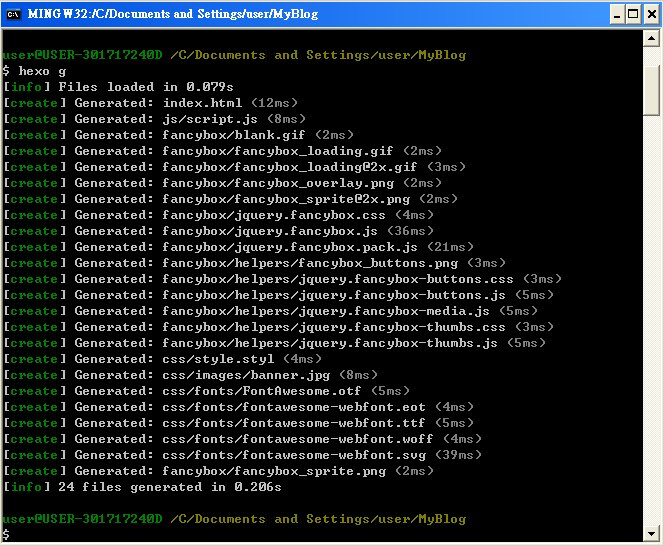 MINGW32:/C/Documents and Settings/user/MyBlog
user@USER-301717240D /C/Documents and Settings/user/MyBlog
$ hexo g
[info] Files loaded in 0.079s
[create] Generated: index.html (12ms)
[create] Generated: js/script.js (8ms)
[create] Generated: fancybox/blank.gif (2ms)
[create] Generated: fancybox/fancybox_loading.gif (2ms)
[create] Generated: fancybox/fancybox_loading@2x.gif (3ms)
[create] Generated: fancybox/fancybox_overlay.png (2ms)
[create] Generated: fancybox/fancybox_sprite@2x.png (2ms)
[create] Generated: fancybox/jquery.fancybox.css (4ms)
[create] Generated: fancybox/jquery.fancybox.js (36ms)
[create] Generated: fancybox/jquery.fancybox.pack.js (21ms)
[create] Generated: fancybox/helpers/fancybox_buttons.png (3ms)
[create] Generated: fancybox/helpers/jquery.fancybox-buttons.css (3ms)
[create] Generated: fancybox/helpers/jquery.fancybox-buttons.js (5ms)
[create] Generated: fancybox/helpers/jquery.fancybox-media.js (5ms)
[create] Generated: fancybox/helpers/jquery.fancybox-thumbs.css (3ms)
[create] Generated: fancybox/helpers/jquery.fancybox-thumbs.js (5ms)
[create] Generated: css/style.styl (4ms)
[create] Generated: css/images/banner.jpg (8ms)
[create] Generated: css/fonts/FontAwesome.otf (5ms)
[create] Generated: css/fonts/fontawesome-webfont.eot (4ms)
[create] Generated: css/fonts/fontawesome-webfont.ttf (5ms)
[create] Generated: css/fonts/fontawesome-webfont.woff (4ms)
[create] Generated: css/fonts/fontawesome-webfont.svg (39ms)
[create] Generated: fancybox/fancybox_sprite.png (2ms)
[info] 24 files generated in 0.206s
user@USER-301717240D /C/Documents and Settings/user/MyBlog
$